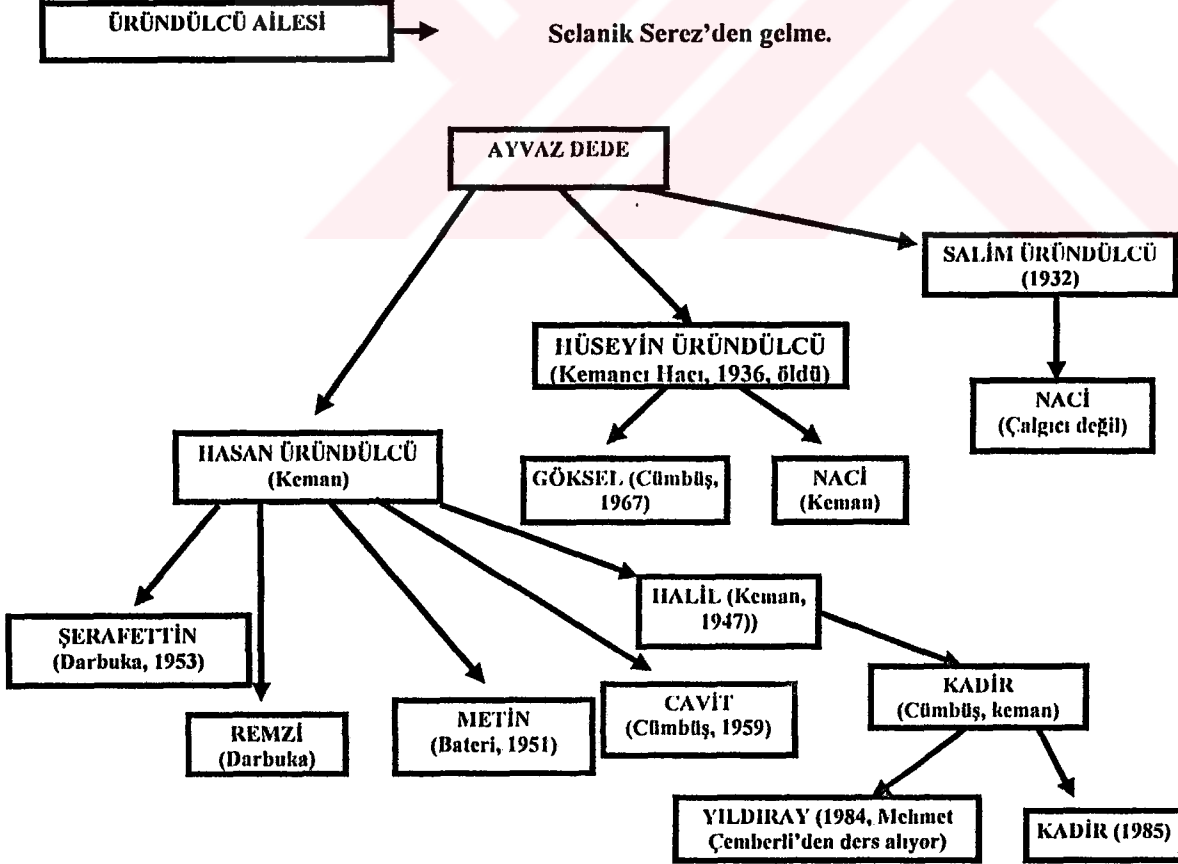 ÜRÜNDÜLCÜ AİLESİ
Selanik Serez'den gelme.
AYVAZ DEDE
SALİM ÜRÜNDÜLCÜ
(1932)
HÜSEYİN ÜRÜNDÜLCÜ
(Kemancı Hacı, 1936, öldü)
NACİ
(Çalgıcı değil)
HASAN ÜRÜNDÜLCÜ
(Keman)
GÖKSEL (Cümbüş,
1967)
NACİ
(Keman)
HALİL (Keman,
1947))
ŞERAFETTİN
(Darbuka, 1953)
REMZİ
(Darbuka)
METİN
(Bateri, 1951)
CAVİT
(Cümbüş, 1959)
KADİR
(Cümbüş, keman)
YILDIRAY (1984, Mehmet
Çemberli'den ders alıyor)
KADİR (1985)